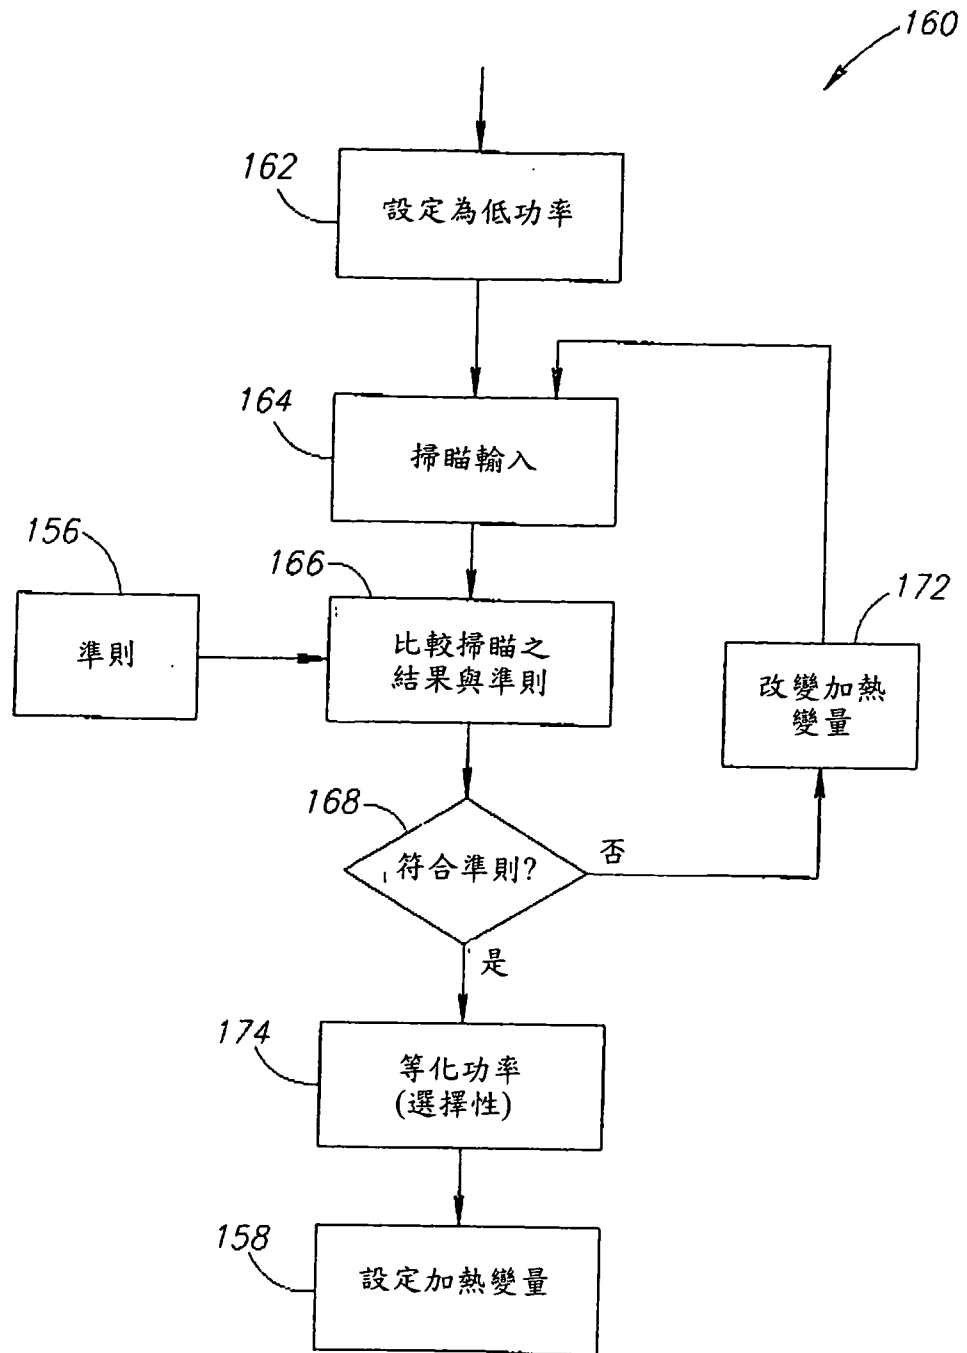 160
162
設定為低功率
164
掃瞄輸入
156
準則
166
比較掃瞄之
結果與準則
172
改變加熱
變量
168
符合準則?
否
是
174
等化功率
(選擇性)
158
設定加熱變量